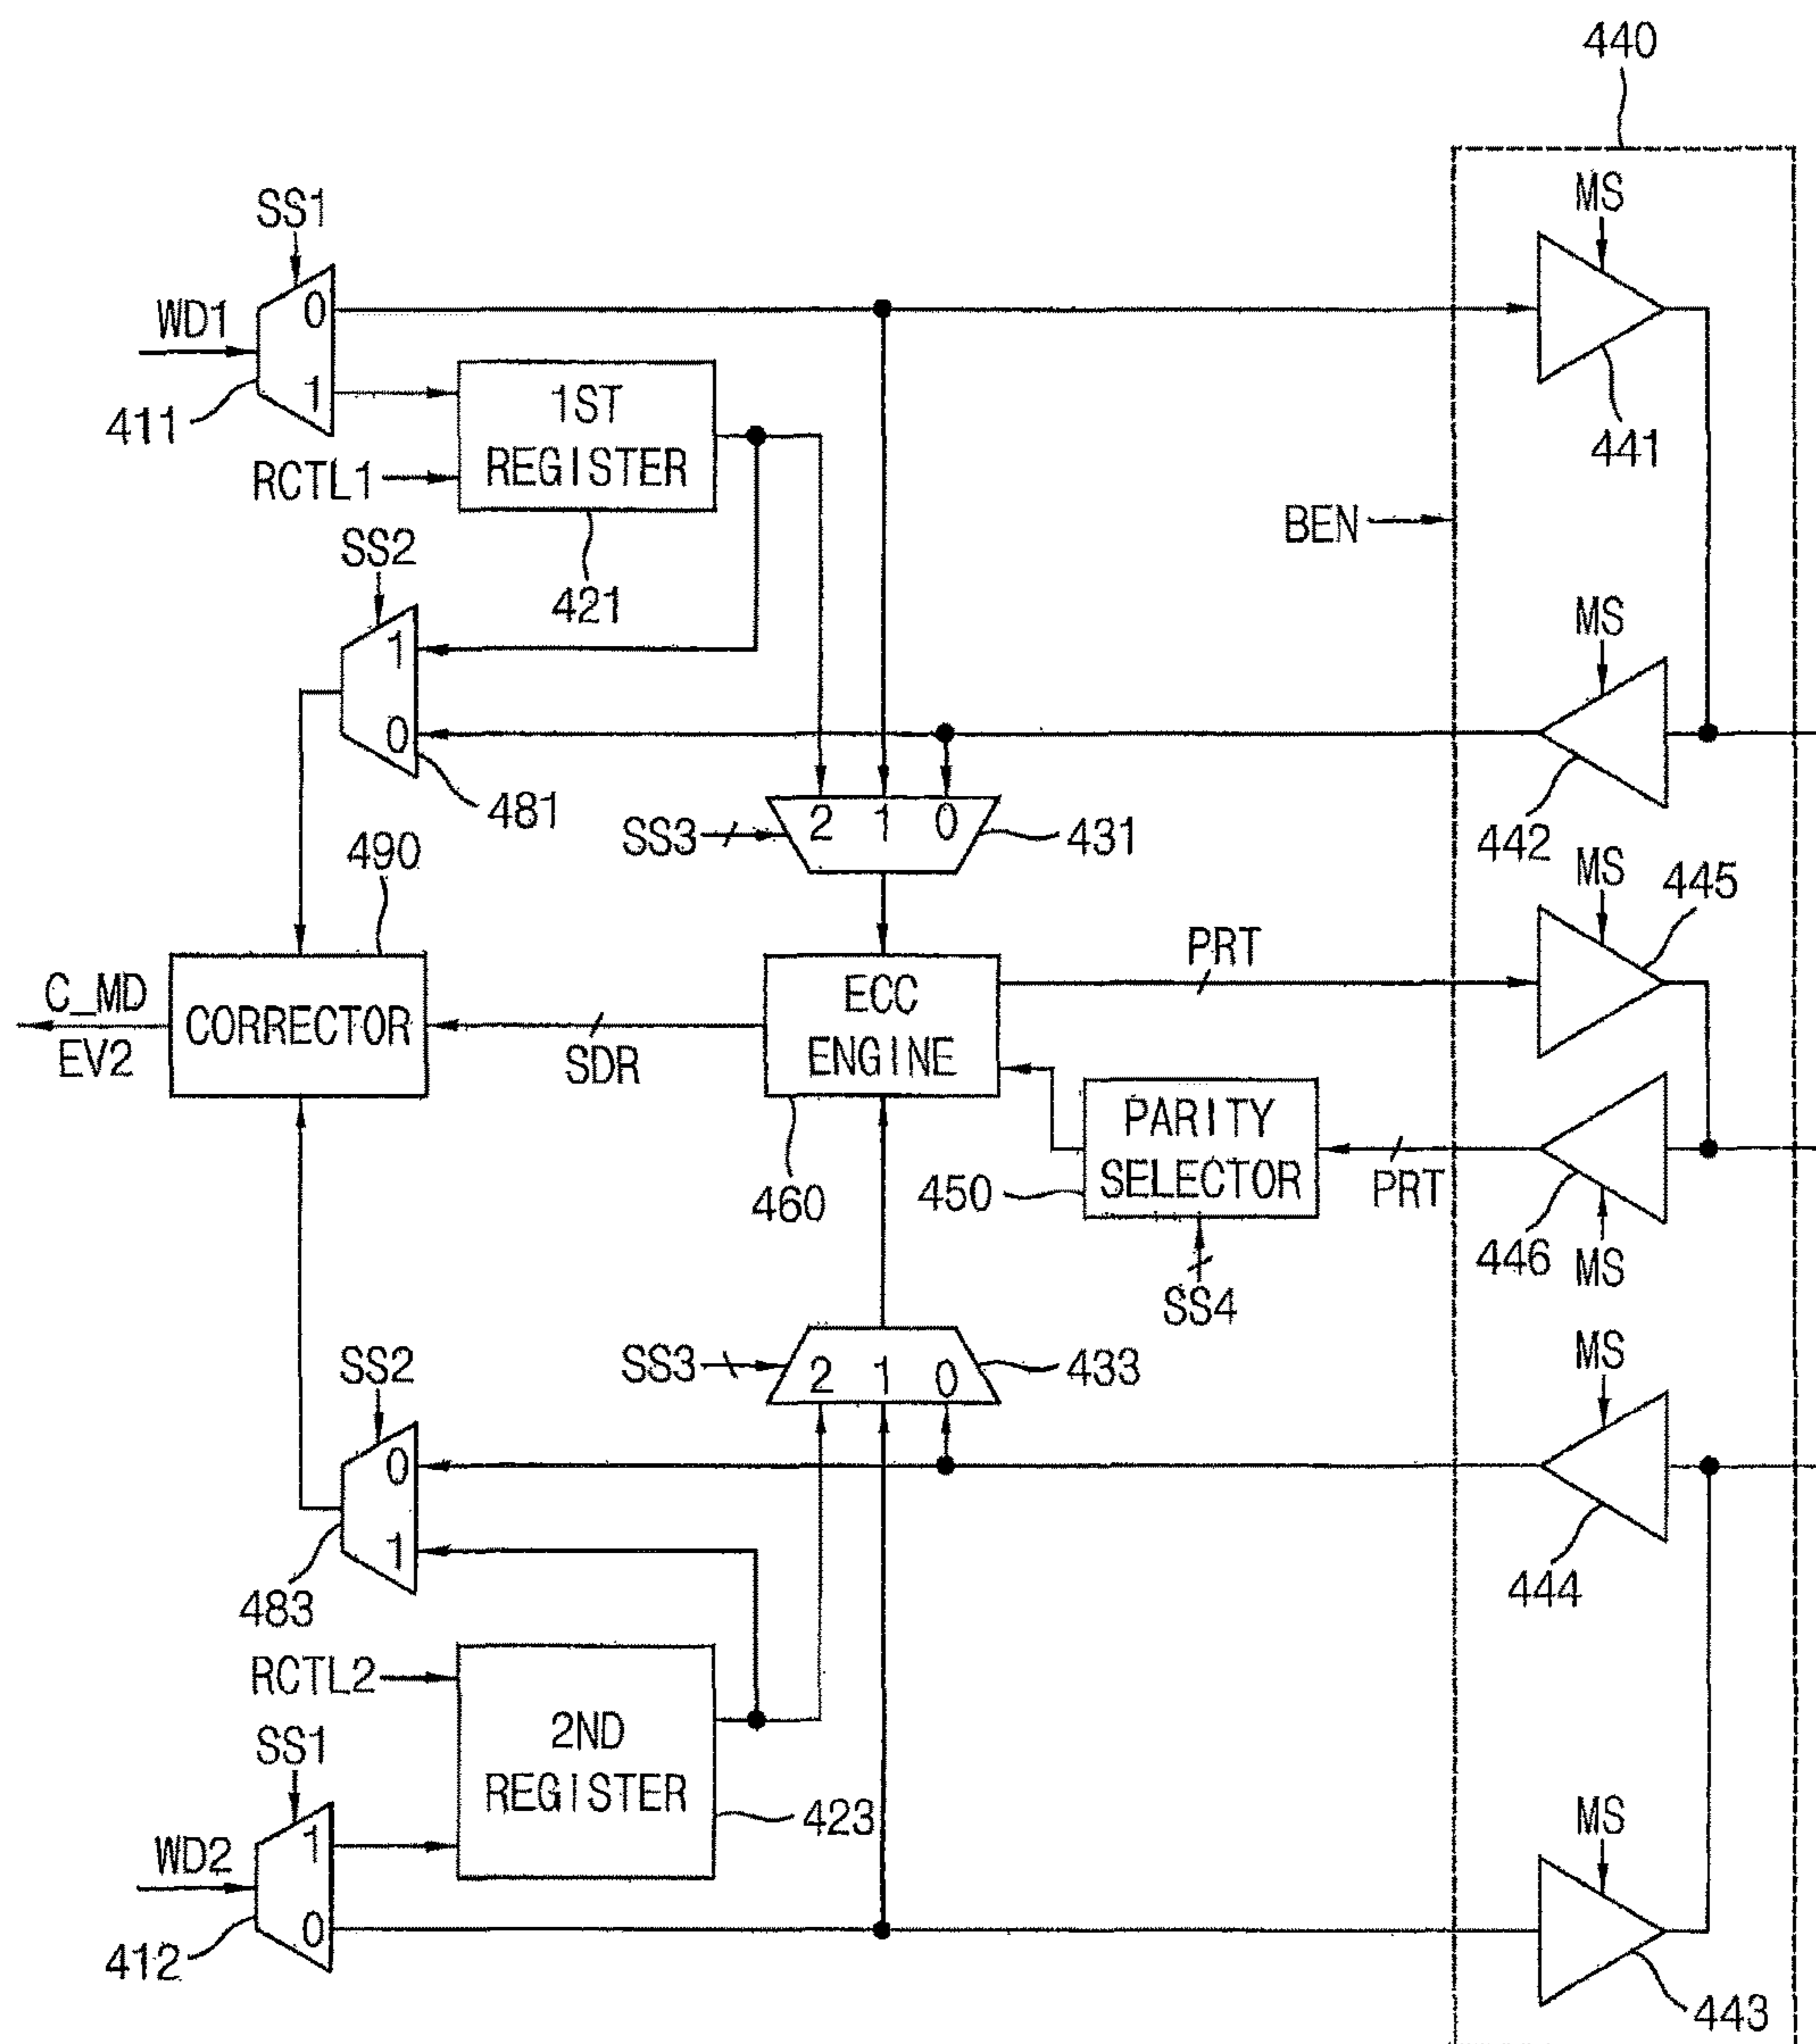 440
MS
SS1
0
WD1
1
411
1ST
REGISTER
441
RCTL1
BEN
SS2
421
MS
1
0
481
2 1 0
SS3
431
442
490
MS
445
PRT
C_MD
EV2
CORRECTOR
ECC
ENGINE
SDR
PARITY
SELECTOR
450
460
PRT
446
MS
SS4
MS
SS2
SS3
2 1 0
433
0
1
444
483
RCTL2
2ND
REGISTER
SS1
423
MS
1
WD2
0
412
443